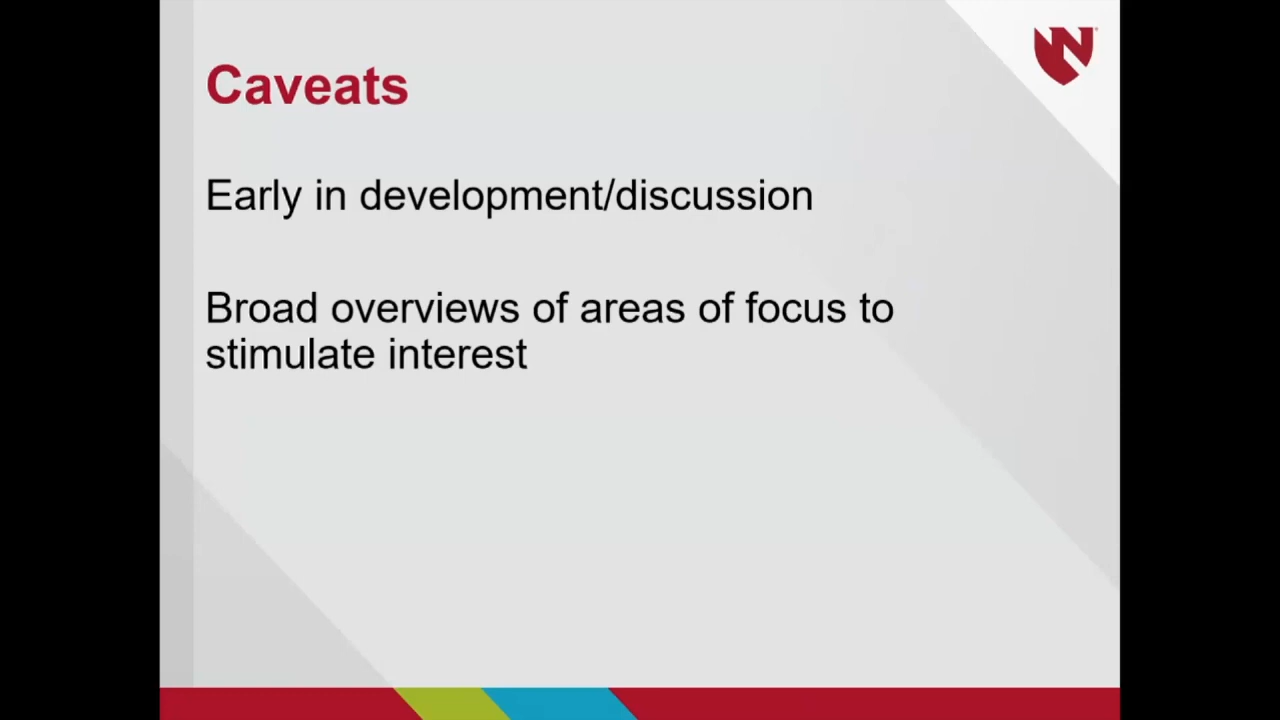 Caveats
Early in development/discussion
Broad overviews of areas of focus to
stimulate interest